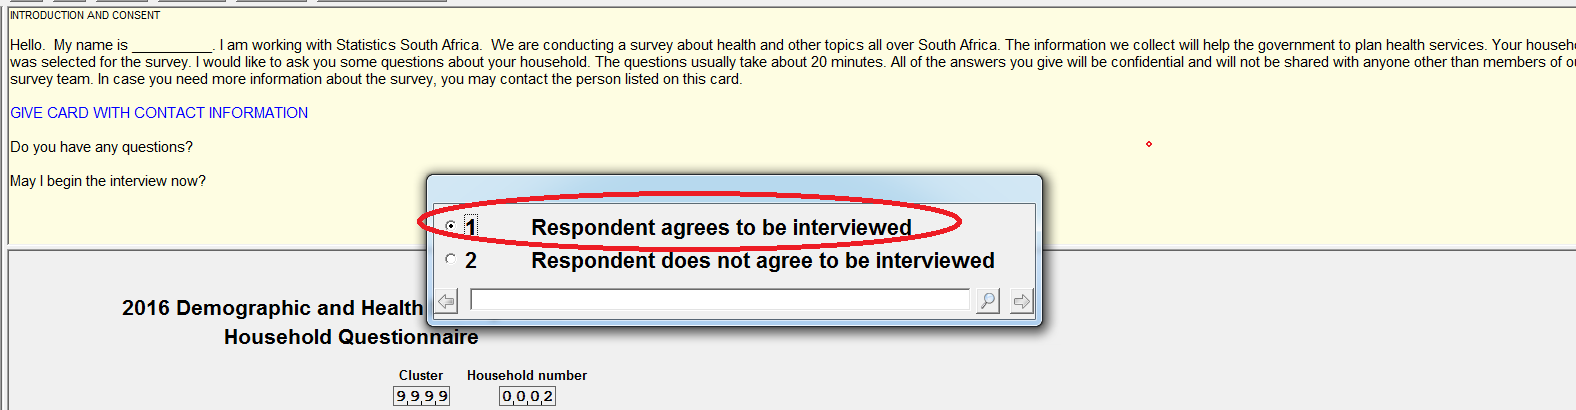 INTRODUCTION AND CONSENT
Hello.  My name is __________. I am working with Statistics South Africa.  We are conducting a survey about health and other topics all over South Africa. The information we collect will help the government to plan health services. Your househ
was selected for the survey. I would like to ask you some questions about your household. The questions usually take about 20 minutes. All of the answers you give will be confidential and will not be shared with anyone other than members of ou
survey team. In case you need more information about the survey, you may contact the person listed on this card.
GIVE CARD WITH CONTACT INFORMATION
Do you have any questions?
May I begin the interview now?
1 Respondent agrees to be interviewed
2 Respondent does not agree to be interviewed
2016 Demographic and Health
Household Questionnaire
Cluster Household number
9,9,9,9 0,0,0,2